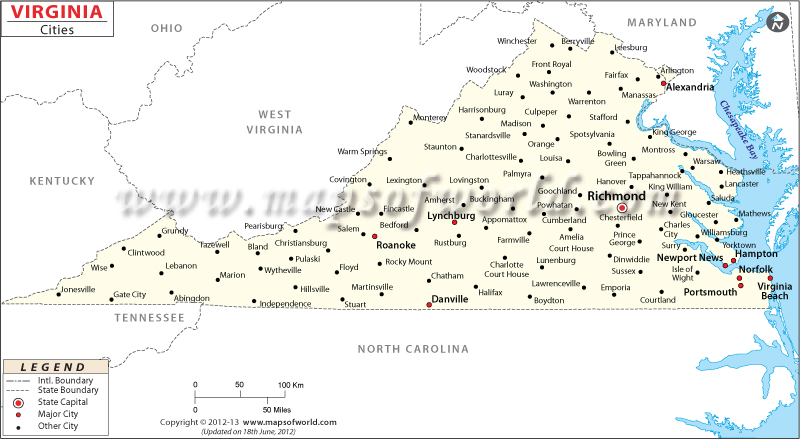 VIRGINIA
Cities
OHIO
MARYLAND
N
WEST
VIRGINIA
KENTUCKY
TENNESSEE
NORTH CAROLINA
Chesapeake Bay
www.mapsofworld.com
Winchester
Berryville
Leesburg
Woodstock
Front Royal
Washington
Fairfax
Arlington
Alexandria
Luray
Warrenton
Manassas
Harrisonburg
Culpeper
Stafford
Monterey
Madison
Stanardsville
Orange
Spotsylvania
King George
Staunton
Charlottesville
Louisa
Bowling
Green
Montross
Warm Springs
Palmyra
Tappahannock
Warsaw
Heathsville
Covington
Lexington
Lovingston
Goochland
Hanover
King William
Lancaster
Amherst
Buckingham
Powhatan
Richmond
New Kent
Saluda
New Castle
Fincastle
Lynchburg
Appomattox
Cumberland
Chesterfield
Gloucester
Mathews
Grundy
Pearisburg
Salem
Bedford
Rustburg
Farmville
Amelia
Court House
Prince
George
Charles
City
Williamsburg
Clintwood
Tazewell
Bland
Christiansburg
Roanoke
Surry
Yorktown
Wise
Lebanon
Wytheville
Pulaski
Floyd
Rocky Mount
Charlotte
Court House
Lunenburg
Dinwiddie
Sussex
Newport News
Hampton
Isle of
Wight
Norfolk
Jonesville
Gate City
Abingdon
Marion
Hillsville
Independence
Stuart
Martinsville
Chatham
Danville
Halifax
Boydton
Lawrenceville
Emporia
Courtland
Portsmouth
Virginia
Beach
LEGEND
Intl. Boundary
State Boundary
State Capital
Major City
Other City
0 50 100 Km
0 50 Miles
Copyright © 2012-13 www.mapsofworld.com
(Updated on 18th June, 2012)